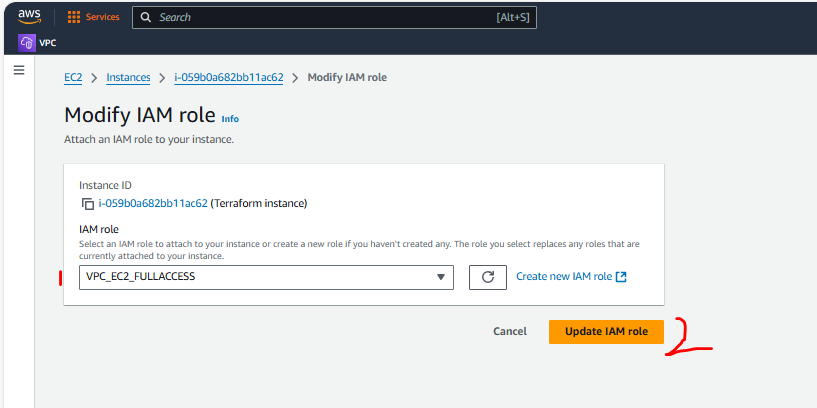 aws
Services
Search
[Alt+S]
VPC
EC2 > Instances > i-059b0a682bb11ac62 > Modify IAM role
Modify IAM role Info
Attach an IAM role to your instance.
Instance ID
i-059b0a682bb11ac62 (Terraform instance)
IAM role
Select an IAM role to attach to your instance or create a new role if you haven't created any. The role you select replaces any roles that are
currently attached to your instance.
1
VPC_EC2_FULLACCESS
Create new IAM role
Cancel
Update IAM role
2